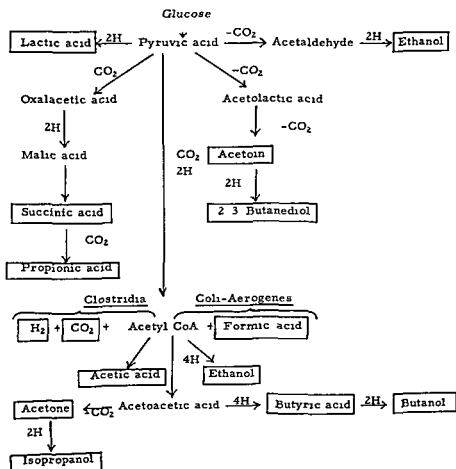 Glucose
Lactic acid 2H Pyruvic acid –CO2 Acetaldehyde 2H Ethanol
CO2 –CO2
Oxalacetic acid Acetolactic acid
2H –CO2
Malic acid CO2 Acetoin
2H 2H
Succinic acid 2 3 Butanediol
CO2
Propionic acid
Clostridia Coli-Aerogenes
H2 + CO2 + Acetyl CoA + Formic acid
4H
Acetic acid Ethanol
Acetone –CO2 Acetoacetic acid 4H Butyric acid 2H Butanol
2H
Isopropanol